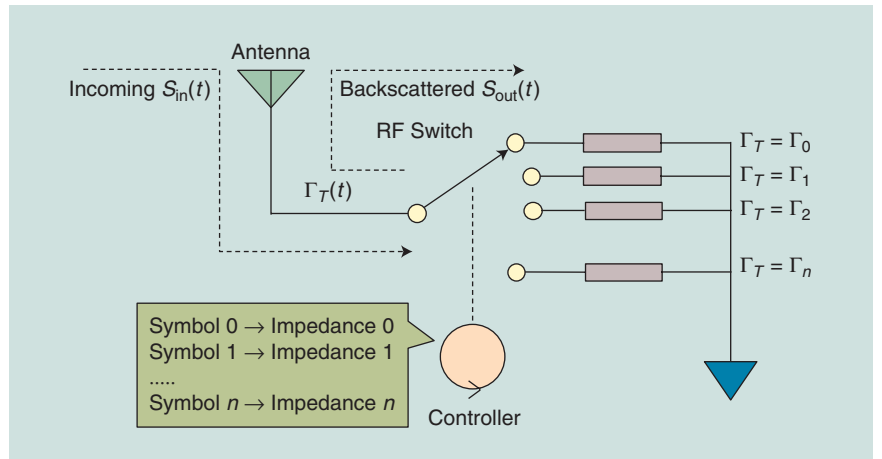 Antenna
Incoming S_in(t)
Backscattered S_out(t)
RF Switch
Γ_T(t)
Γ_T = Γ_0
Γ_T = Γ_1
Γ_T = Γ_2
Γ_T = Γ_n
Symbol 0 → Impedance 0
Symbol 1 → Impedance 1
.....
Symbol n → Impedance n
Controller